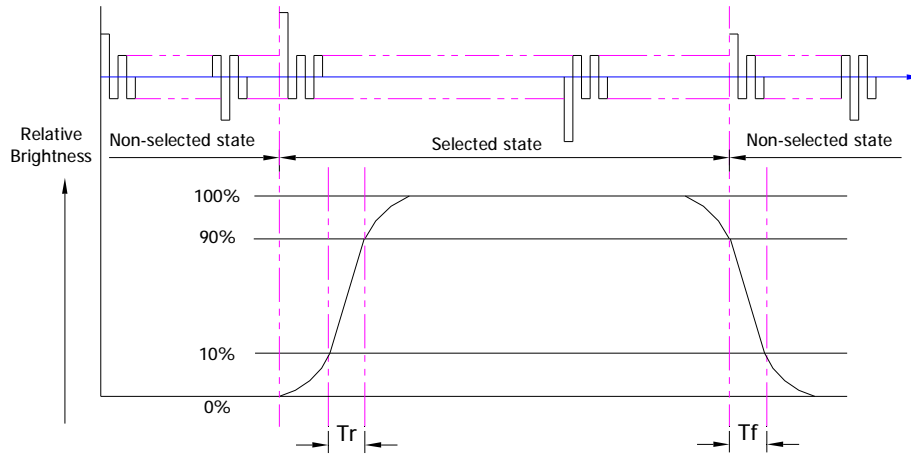 Relative
Brightness
Non-selected state
Selected state
Non-selected state
100%
90%
10%
0%
Tr
Tf